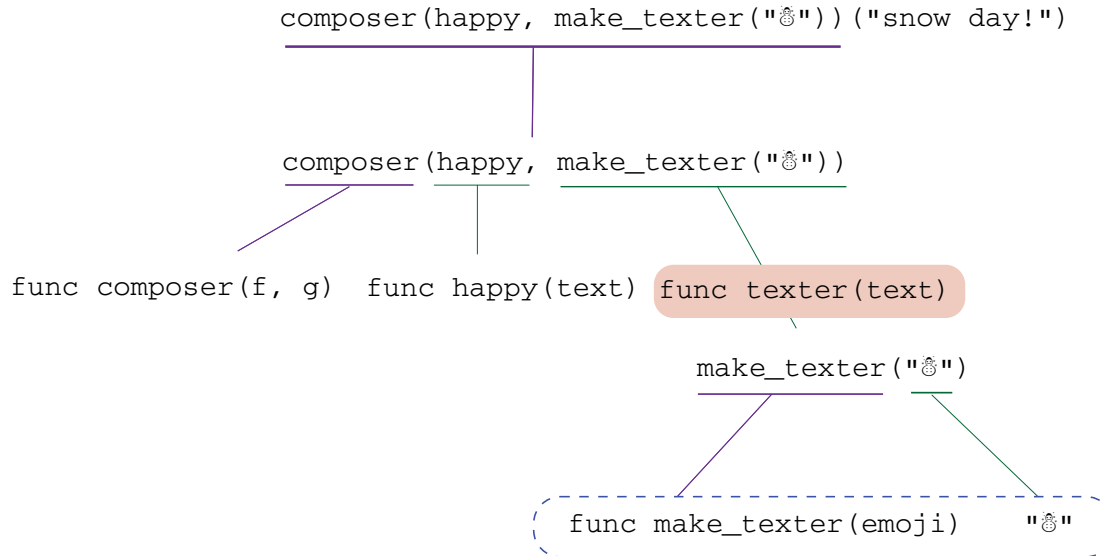 composer(happy, make_texter("☃"))("snow day!")
composer(happy, make_texter("☃"))
func composer(f, g) func happy(text) func texter(text)
make_texter("☃")
func make_texter(emoji) "☃"